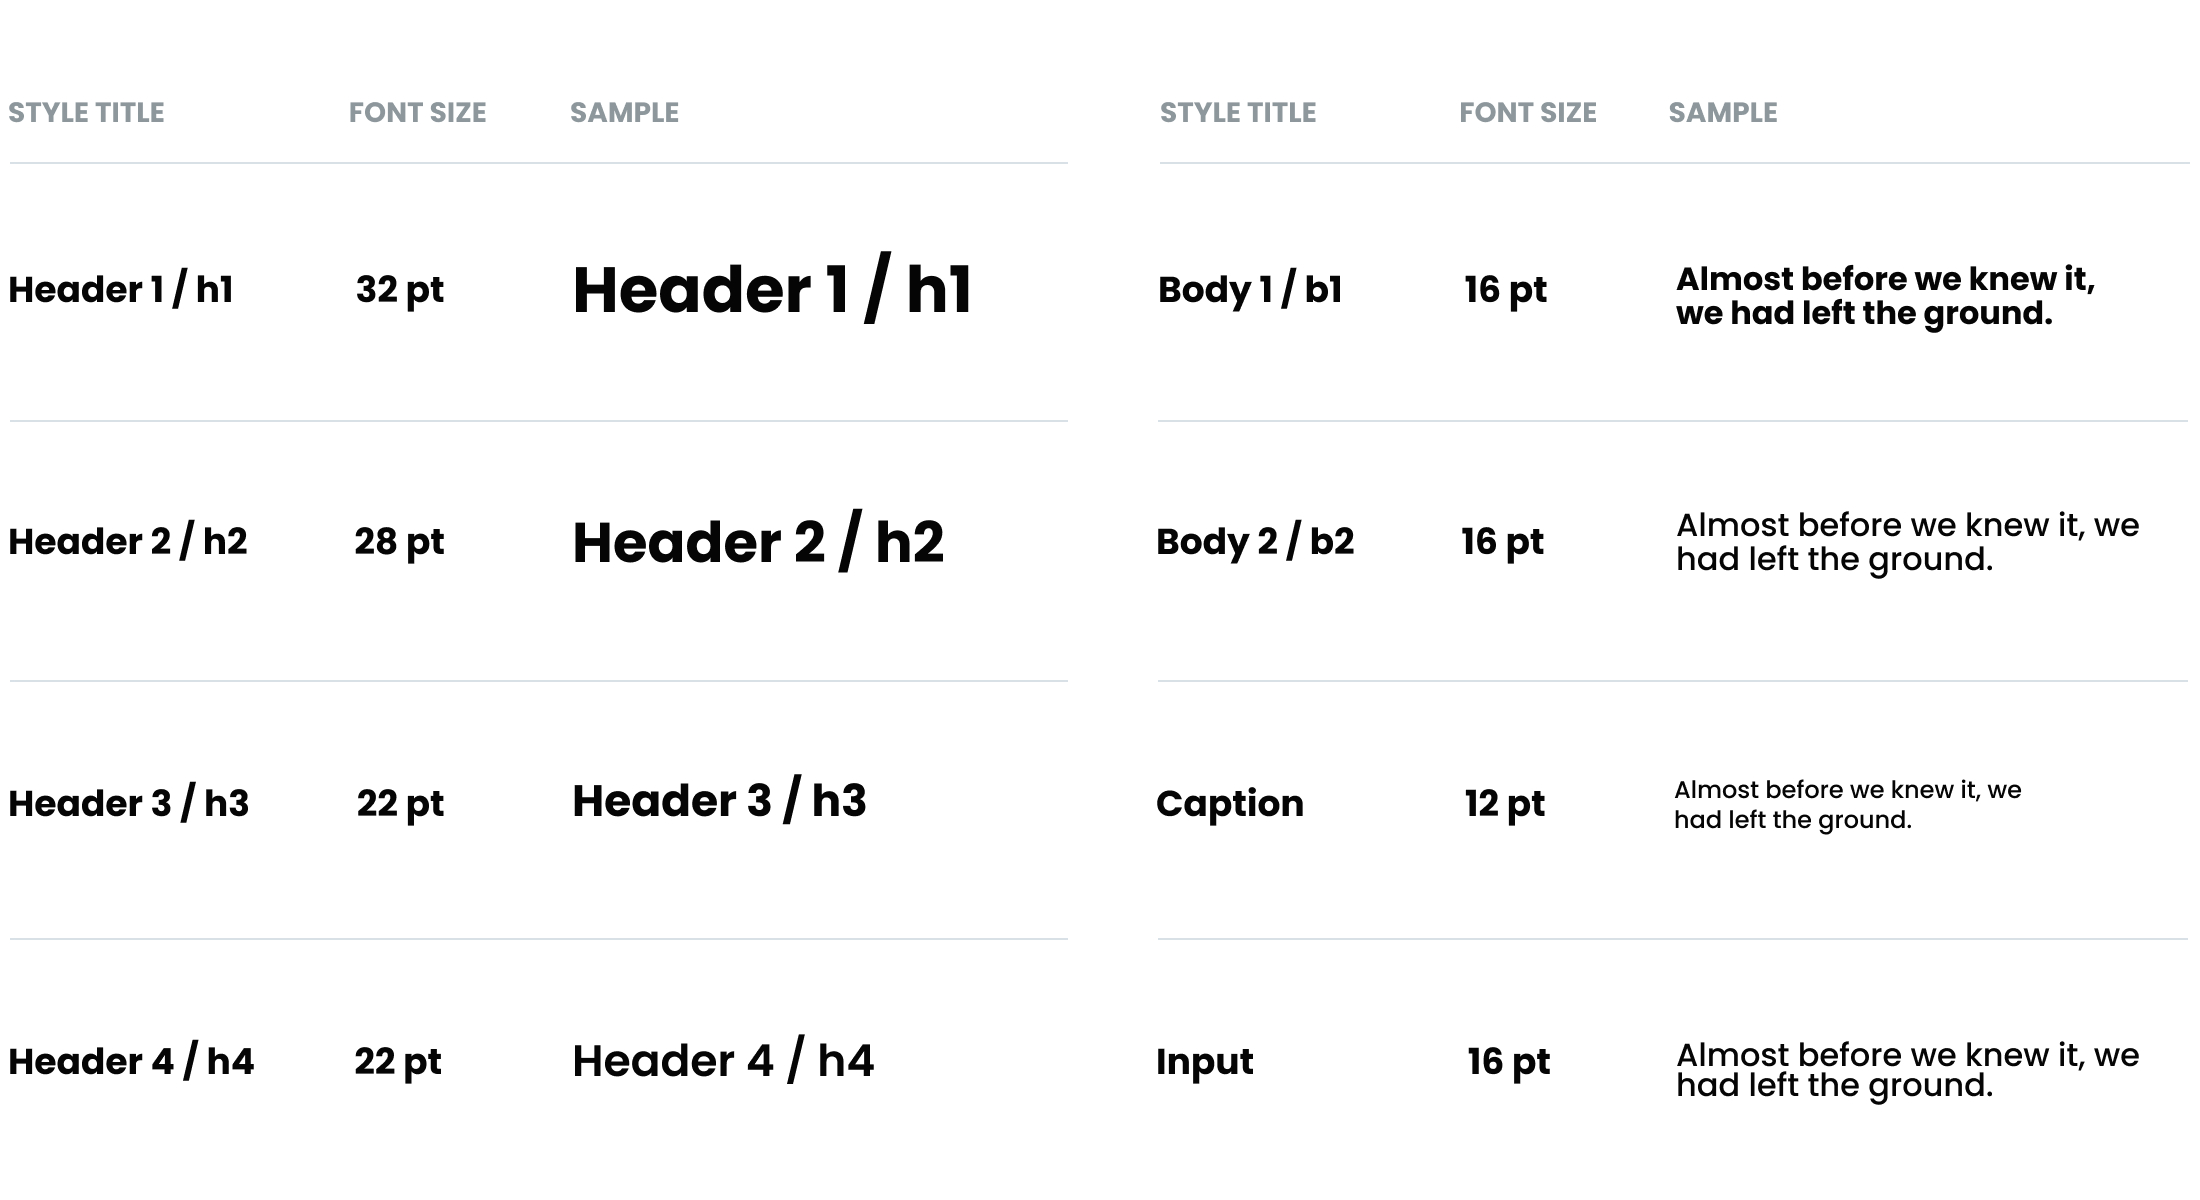 STYLE TITLE FONT SIZE SAMPLE
Header 1 / h1 32 pt Header 1 / h1
Header 2 / h2 28 pt Header 2 / h2
Header 3 / h3 22 pt Header 3 / h3
Header 4 / h4 22 pt Header 4 / h4
STYLE TITLE FONT SIZE SAMPLE
Body 1 / b1 16 pt Almost before we knew it,
we had left the ground.
Body 2 / b2 16 pt Almost before we knew it, we
had left the ground.
Caption 12 pt Almost before we knew it, we
had left the ground.
Input 16 pt Almost before we knew it, we
had left the ground.